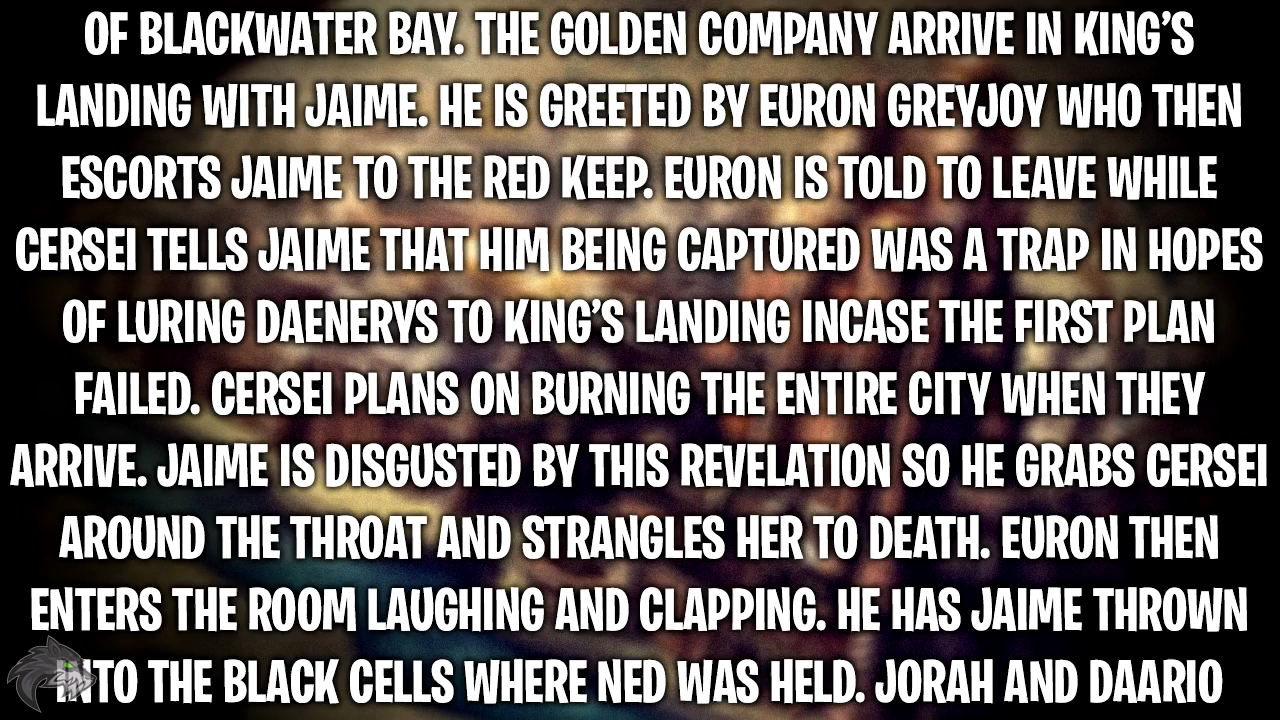 OF BLACKWATER BAY. THE GOLDEN COMPANY ARRIVE IN KING'S
LANDING WITH JAIME. HE IS GREETED BY EURON GREYJOY WHO THEN
ESCORTS JAIME TO THE RED KEEP. EURON IS TOLD TO LEAVE WHILE
CERSEI TELLS JAIME THAT HIM BEING CAPTURED WAS A TRAP IN HOPES
OF LURING DAENERYS TO KING'S LANDING INCASE THE FIRST PLAN
FAILED. CERSEI PLANS ON BURNING THE ENTIRE CITY WHEN THEY
ARRIVE. JAIME IS DISGUSTED BY THIS REVELATION SO HE GRABS CERSEI
AROUND THE THROAT AND STRANGLES HER TO DEATH. EURON THEN
ENTERS THE ROOM LAUGHING AND CLAPPING. HE HAS JAIME THROWN
INTO THE BLACK CELLS WHERE NED WAS HELD. JORAH AND DAARIO